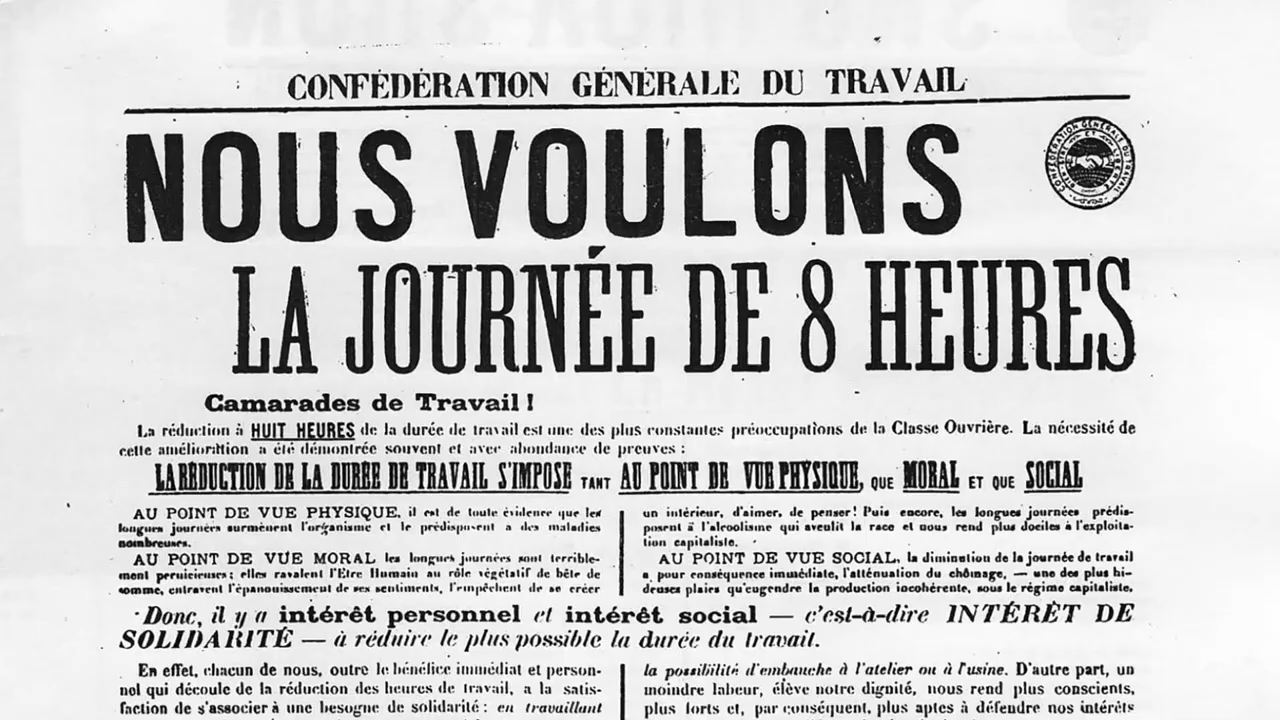 CONFÉDÉRATION GÉNÉRALE DU TRAVAIL
NOUS VOULONS
CONFÉDÉRATION GÉNÉRALE DU TRAVAIL
BIEN-ÊTRE ET LIBERTÉ
LA JOURNÉE DE 8 HEURES
Camarades de Travail !
La réduction à HUIT HEURES de la durée de travail est une des plus constantes préoccupations de la Classe Ouvrière. La nécessité de
cette amélioration a été démontrée souvent et avec abondance de preuves :
LA RÉDUCTION DE LA DURÉE DE TRAVAIL S'IMPOSE TANT AU POINT DE VUE PHYSIQUE, QUE MORAL ET QUE SOCIAL
AU POINT DE VUE PHYSIQUE, il est de toute évidence que les
longues journées surmènent l'organisme et le prédisposent a des maladies
nombreuses.
AU POINT DE VUE MORAL les longues journées sont terrible-
ment pernicieuses ; elles ravalent l'Etre Humain au rôle végétatif de bête de
somme, entravent l'épanouissement de ses sentiments, l'empêchent de se créer
un intérieur, d'aimer, de penser! Puis encore, les longues journées prédis-
posent à l'alcoolisme qui aveulit la race et nous rend plus dociles à l'exploita-
tion capitaliste.
AU POINT DE VUE SOCIAL, la diminution de la journée de travail
a pour conséquence immédiate, l'atténuation du chômage, — une des plus hi-
deuses plaies qu'engendre la production incohérente, sous le régime capitaliste.
Donc, il y a intérêt personnel et intérêt social — c'est-à-dire INTÉRÊT DE
SOLIDARITÉ — à réduire le plus possible la durée du travail.
En effet, chacun de nous, outre le bénéfice immédiat et person-
nel qui découle de la réduction des heures de travail, a la satis-
faction de s'associer à une besogne de solidarité : en travaillant
la possibilité d'embauche à l'atelier ou à l'usine. D'autre part, un
moindre labeur, élève notre dignité, nous rend plus conscients,
plus forts et, par conséquent, plus aptes à défendre nos intérêts